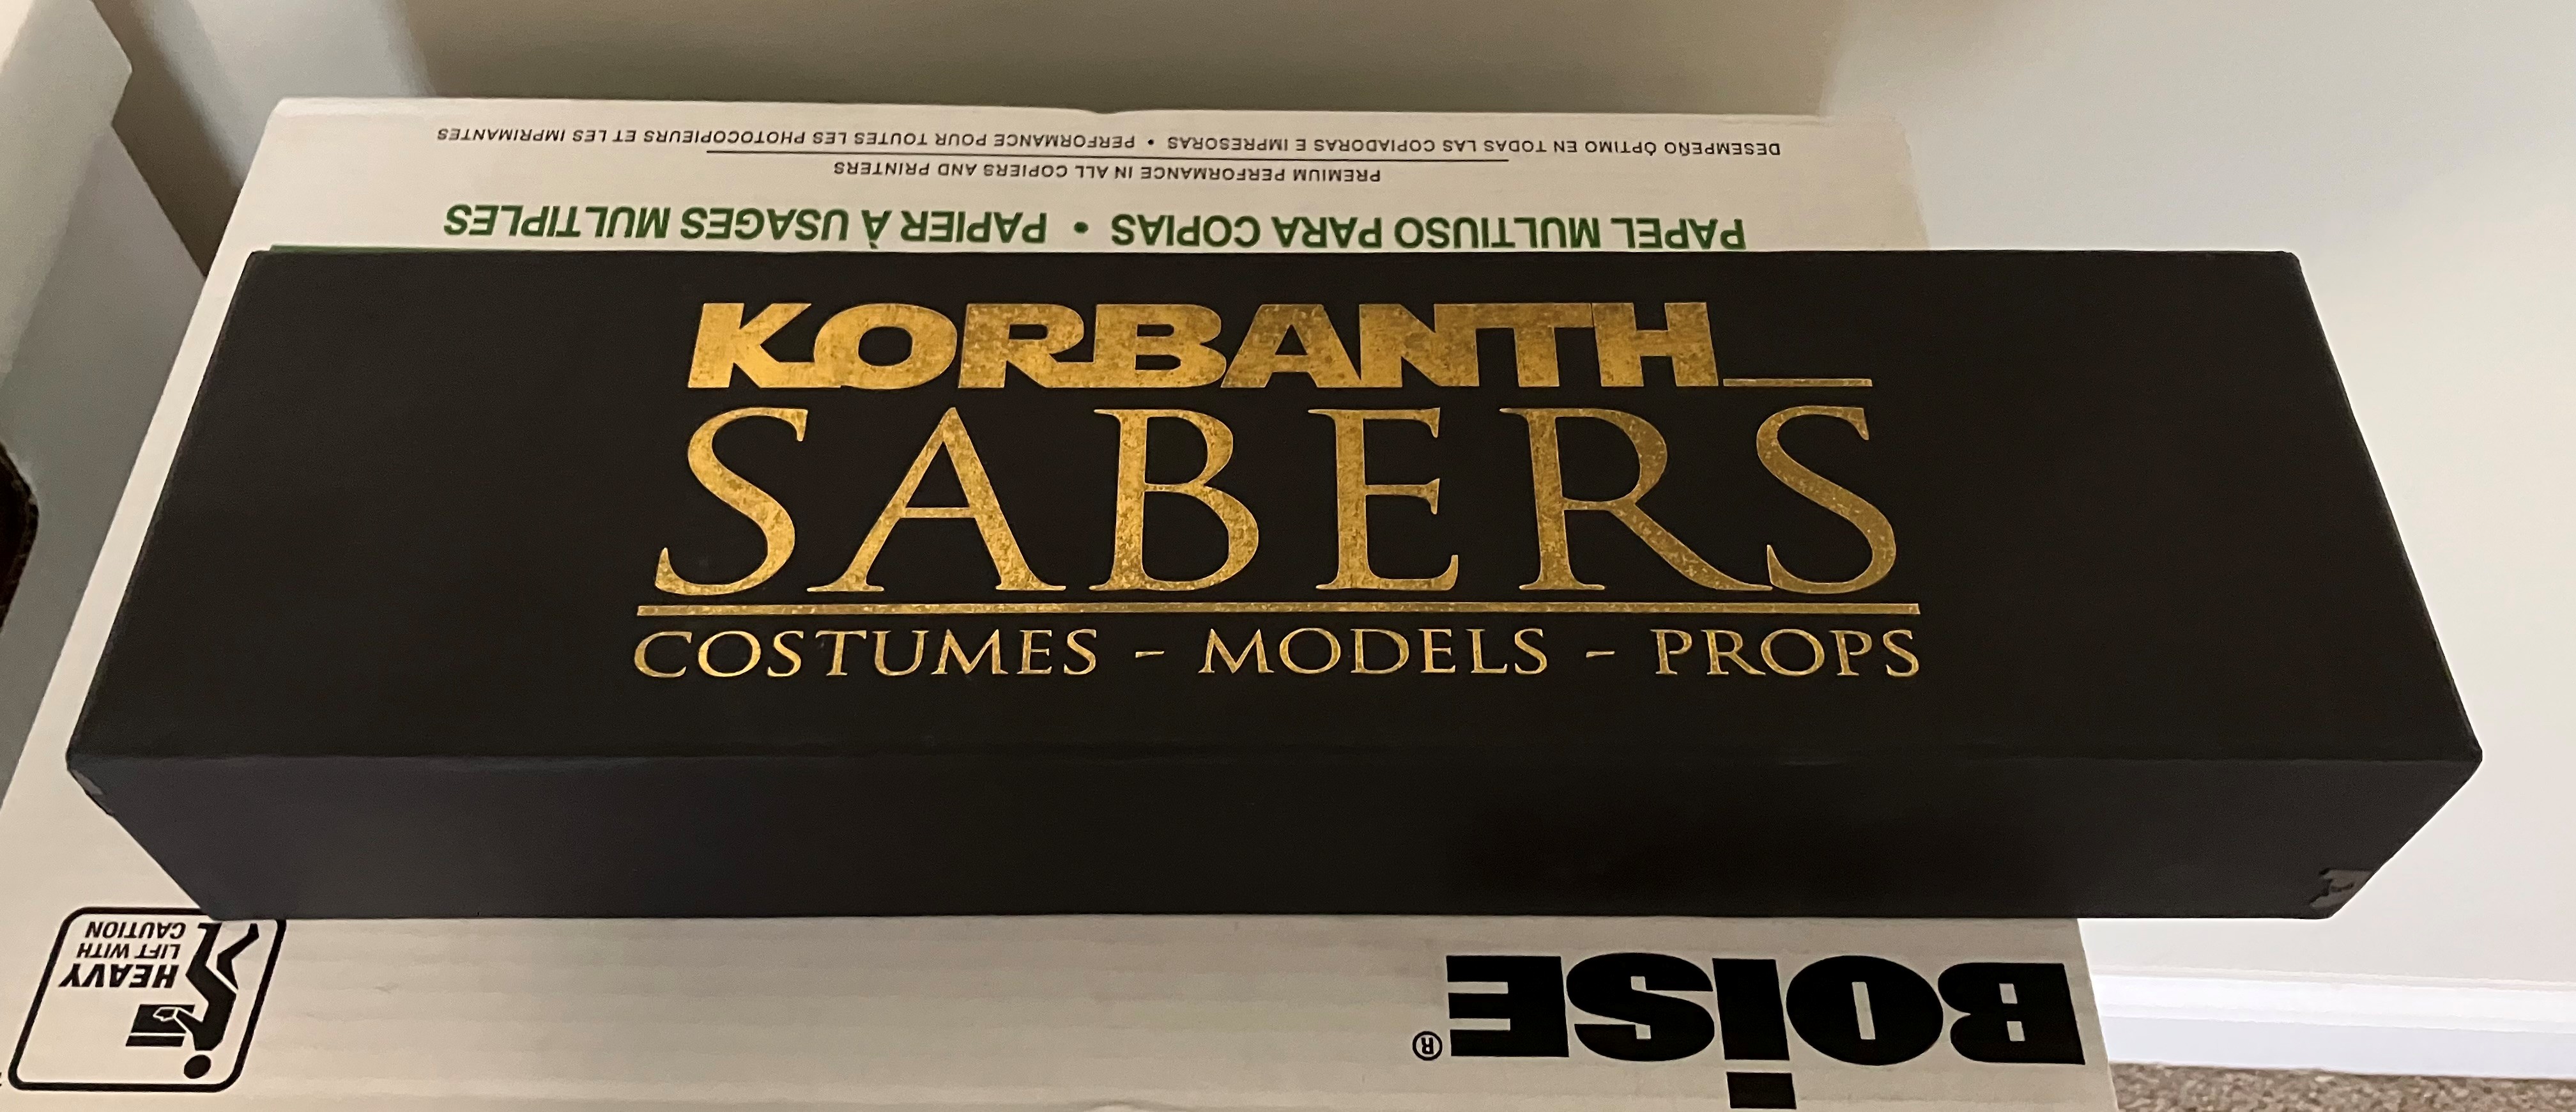 KORBANTH
SABERS
COSTUMES - MODELS - PROPS
PAPEL MULTIUSO PARA COPIAS • PAPIER À USAGES MULTIPLES
PREMIUM PERFORMANCE IN ALL COPIERS AND PRINTERS
DESEMPEÑO ÓPTIMO EN TODAS LAS COPIADORAS E IMPRESORAS • PERFORMANCE POUR TOUTES LES PHOTOCOPIEURS ET LES IMPRIMANTES
BOiSE®
HEAVY
LIFT WITH
CAUTION